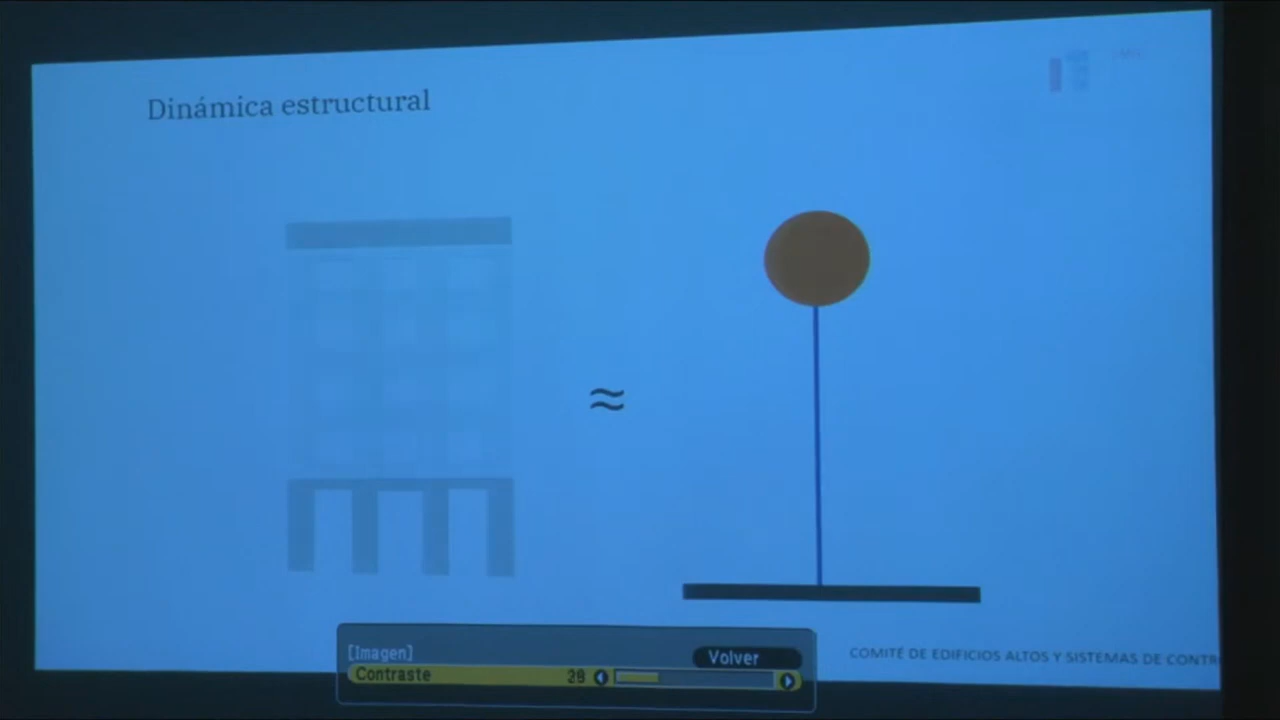 Dinámica estructural
≈
[Imagen]
Volver
Contraste 28
COMITÉ DE EDIFICIOS ALTOS Y SISTEMAS DE CONTR